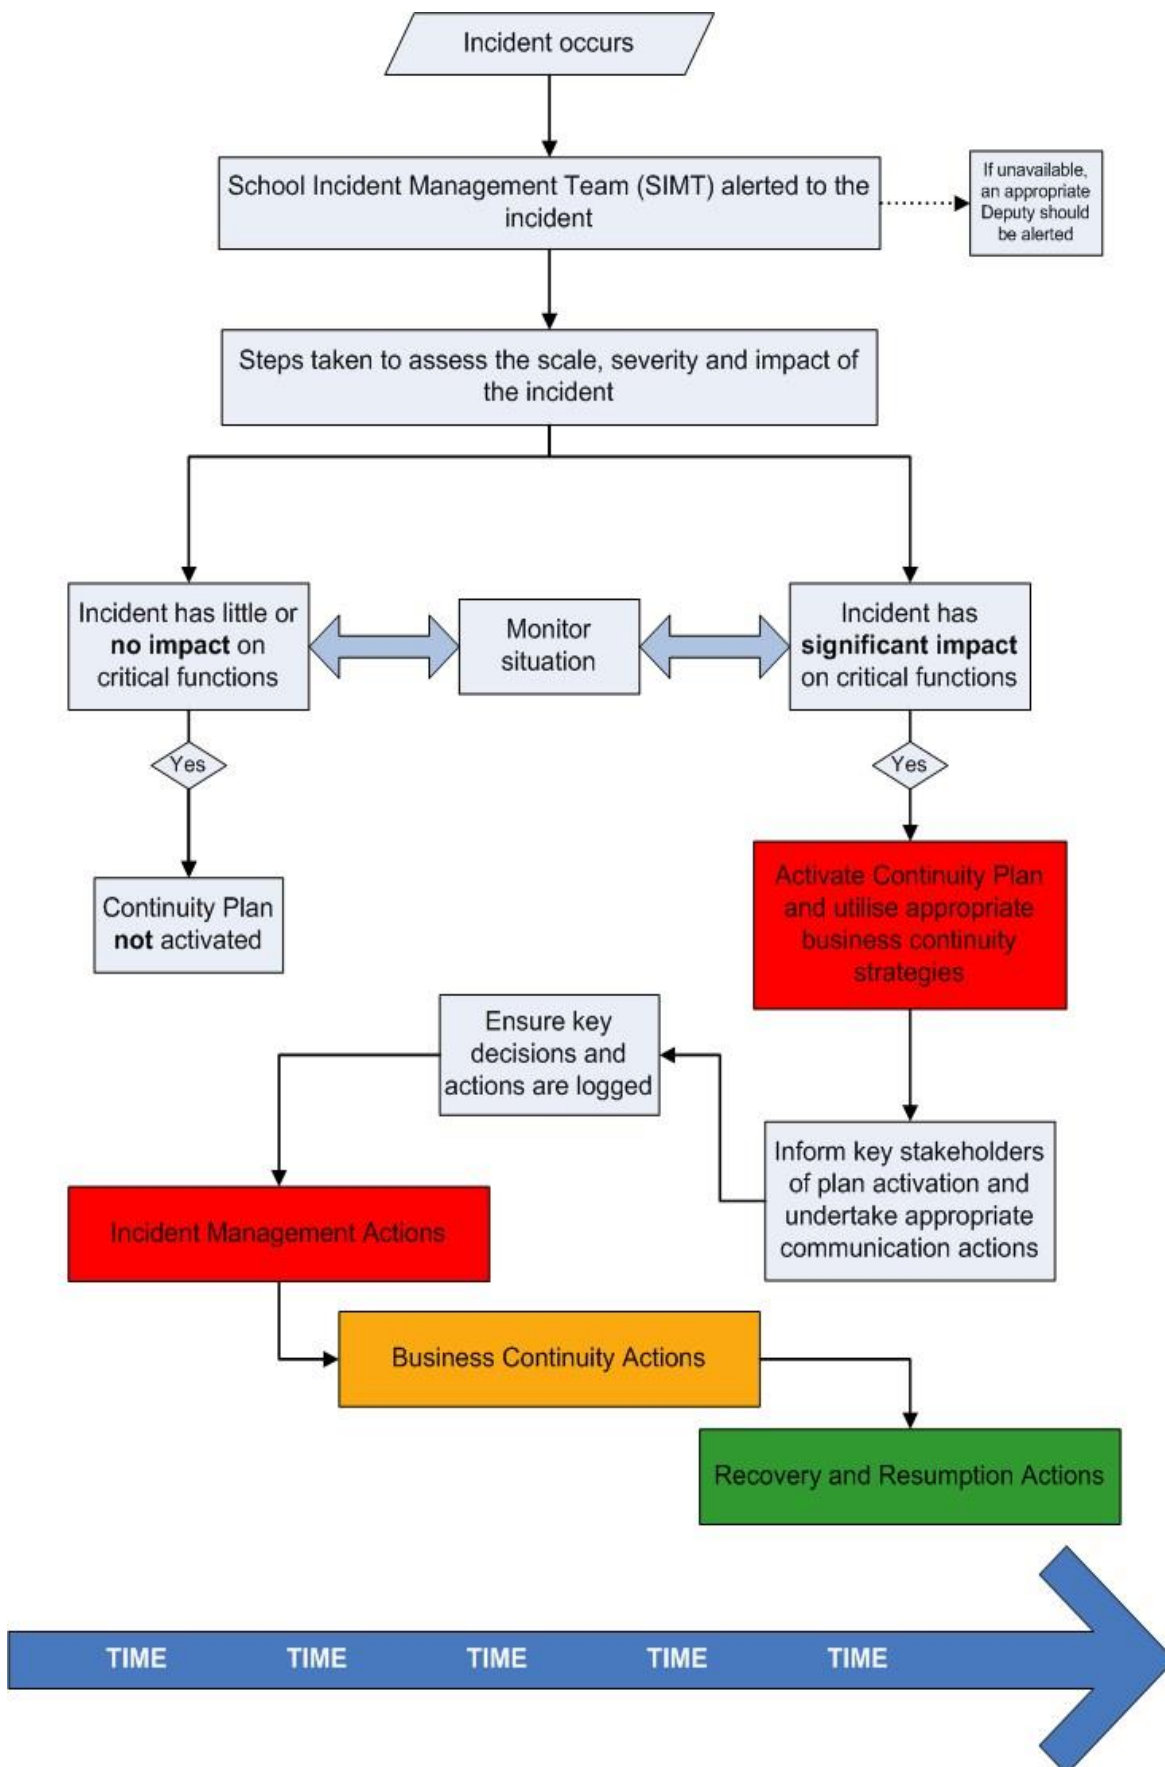 Incident occurs
School Incident Management Team (SIMT) alerted to the
incident
If unavailable,
an appropriate
Deputy should
be alerted
Steps taken to assess the scale, severity and impact of
the incident
Incident has little or
no impact on
critical functions
Monitor
situation
Incident has
significant impact
on critical functions
Yes
Yes
Continuity Plan
not activated
Activate Continuity Plan
and utilise appropriate
business continuity
strategies
Ensure key
decisions and
actions are logged
Inform key stakeholders
of plan activation and
undertake appropriate
communication actions
Incident Management Actions
Business Continuity Actions
Recovery and Resumption Actions
TIME TIME TIME TIME TIME